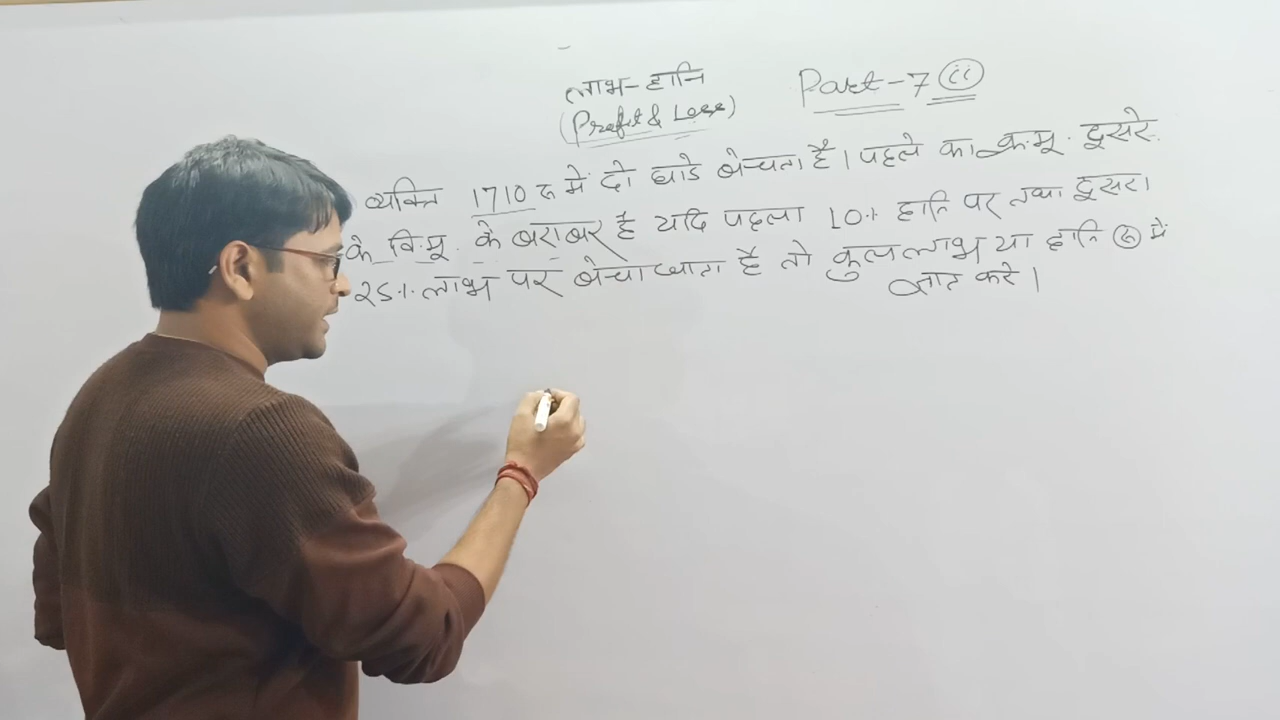 लाभ-हानि
Part-7 (ii)
(Profit & Loss)
व्यक्ति 1710 रू में दो घोडे बेचता है। पहले का क्र.मू. दूसरे
के वि.मू. के बराबर है यदि पहला 10% हानि पर तथा दूसरा
25% लाभ पर बेचा जाता है तो कुल लाभ या हानि (रू) में
ज्ञात करे।